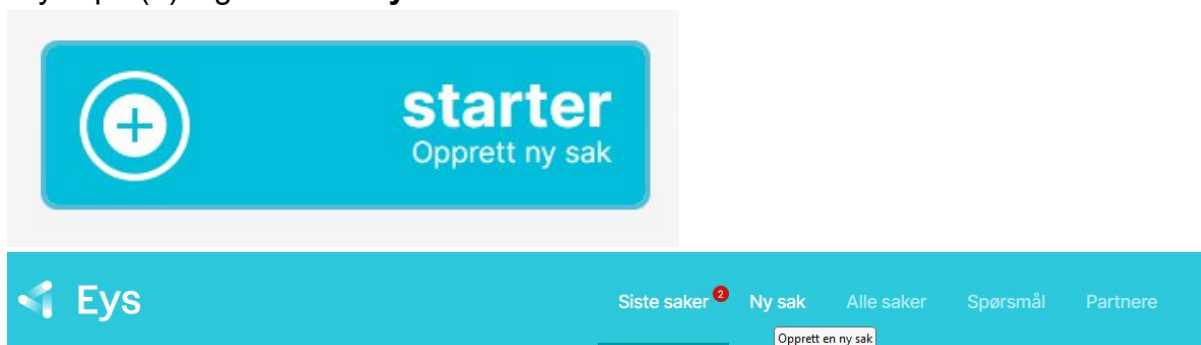 starter
Opprett ny sak
Eys
Siste saker 2 Ny sak Alle saker Spørsmål Partnere
Opprett en ny sak